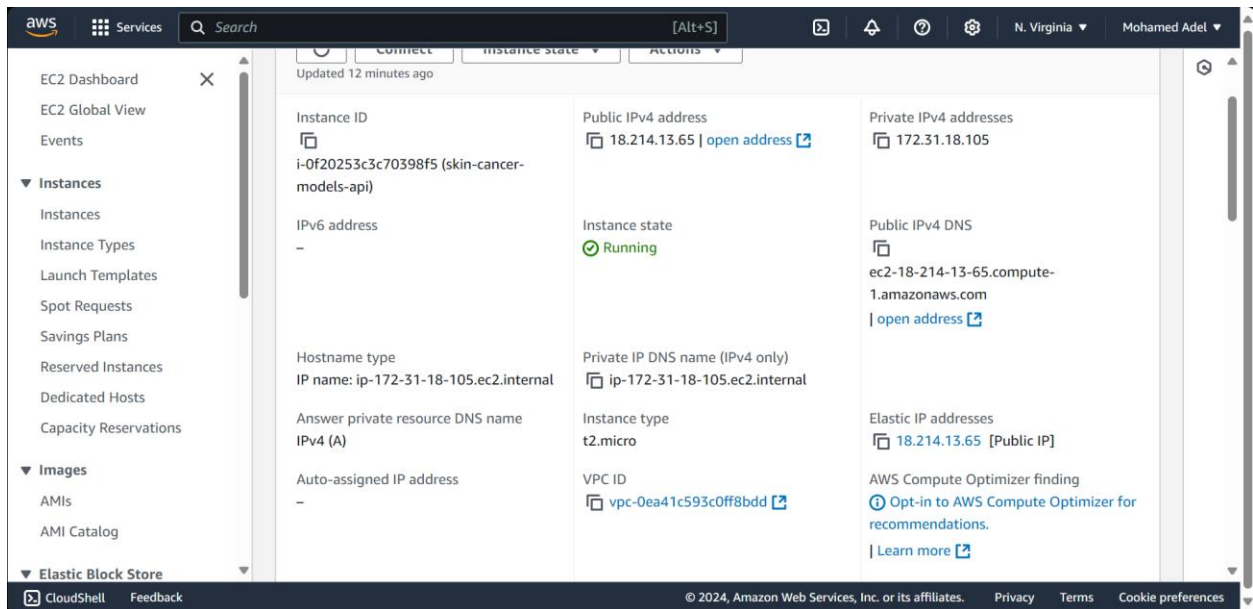 aws
Services
Search
[Alt+S]
N. Virginia
Mohamed Adel
EC2 Dashboard
EC2 Global View
Events
Instances
Instances
Instance Types
Launch Templates
Spot Requests
Savings Plans
Reserved Instances
Dedicated Hosts
Capacity Reservations
Images
AMIs
AMI Catalog
Elastic Block Store
Connect
Instance state
Actions
Updated 12 minutes ago
Instance ID
i-0f20253c3c70398f5 (skin-cancer-
models-api)
Public IPv4 address
18.214.13.65 | open address
Private IPv4 addresses
172.31.18.105
IPv6 address
–
Instance state
Running
Public IPv4 DNS
ec2-18-214-13-65.compute-
1.amazonaws.com
| open address
Hostname type
IP name: ip-172-31-18-105.ec2.internal
Private IP DNS name (IPv4 only)
ip-172-31-18-105.ec2.internal
Answer private resource DNS name
IPv4 (A)
Instance type
t2.micro
Elastic IP addresses
18.214.13.65 [Public IP]
Auto-assigned IP address
–
VPC ID
vpc-0ea41c593c0ff8bdd
AWS Compute Optimizer finding
Opt-in to AWS Compute Optimizer for
recommendations.
| Learn more
CloudShell
Feedback
© 2024, Amazon Web Services, Inc. or its affiliates.
Privacy
Terms
Cookie preferences